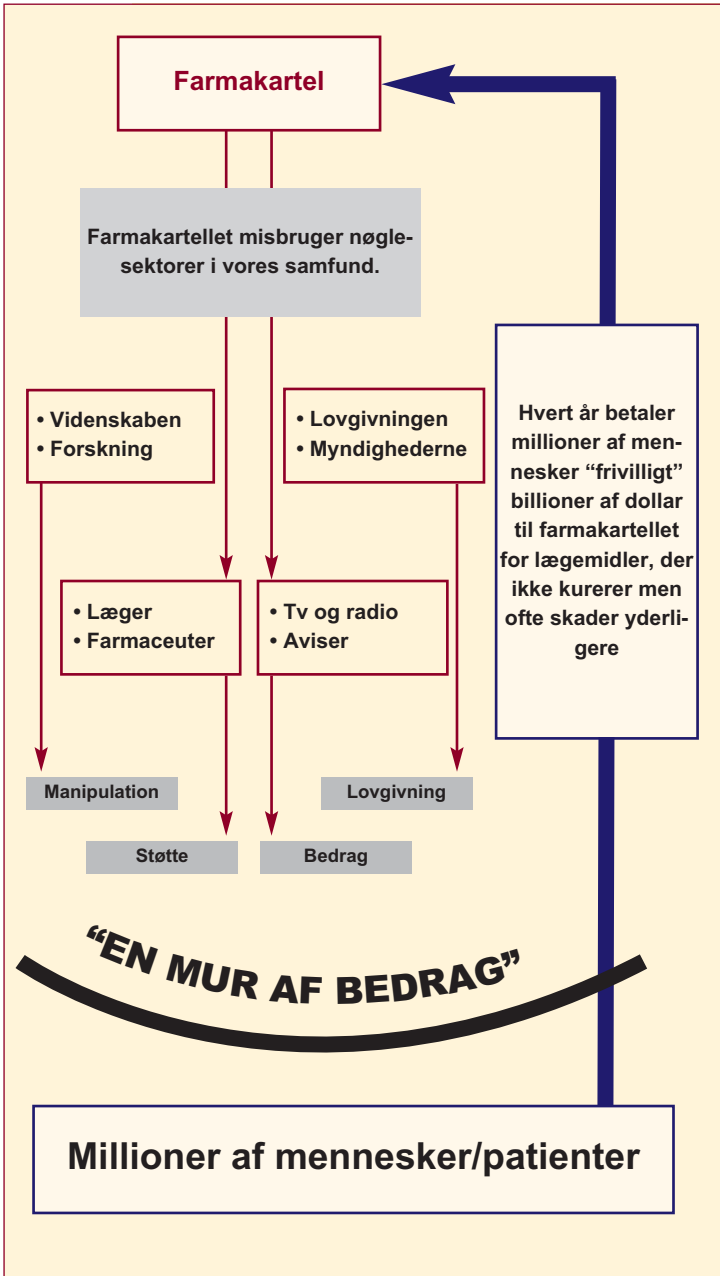 Farmakartel
Farmakartellet misbruger nøgle-
sektorer i vores samfund.
• Videnskaben
• Forskning
• Lovgivningen
• Myndighederne
• Læger
• Farmaceuter
• Tv og radio
• Aviser
Manipulation
Lovgivning
Støtte
Bedrag
Hvert år betaler
millioner af men-
nesker “frivilligt”
billioner af dollar
til farmakartellet
for lægemidler, der
ikke kurerer men
ofte skader yderli-
gere
“EN MUR AF BEDRAG”
Millioner af mennesker/patienter